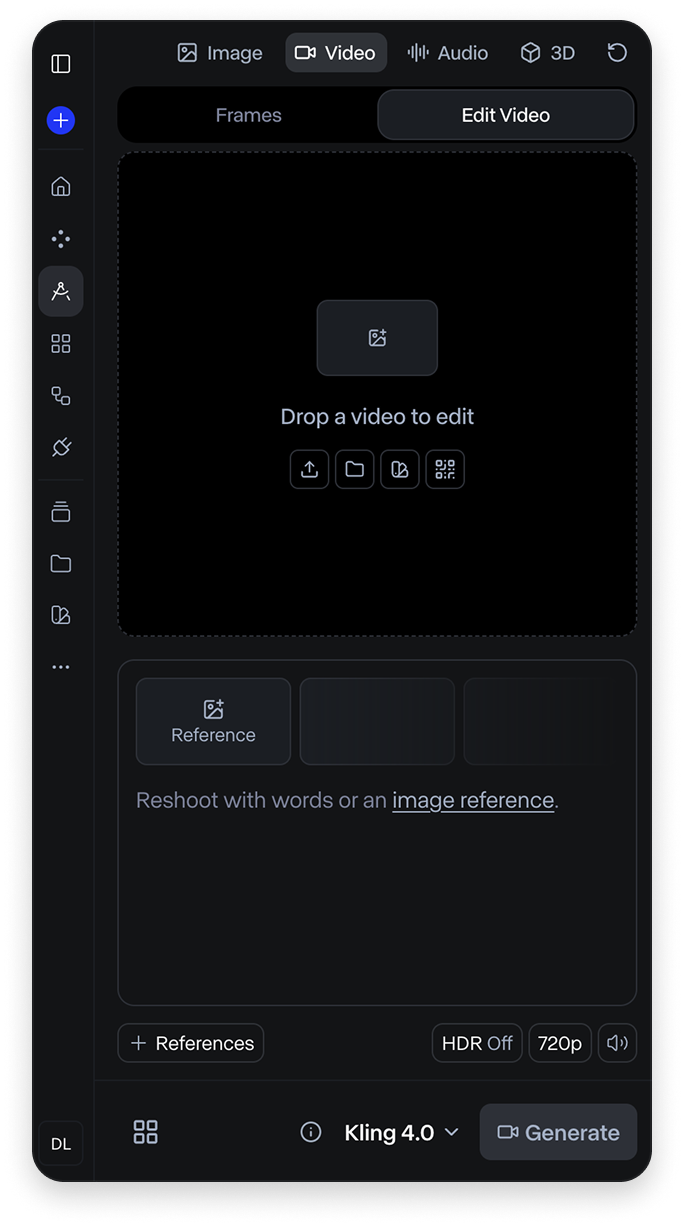 Image
Video
Audio
3D
Frames
Edit Video
Drop a video to edit
Reference
Reshoot with words or an image reference.
References
HDR Off
720p
DL
Kling 4.0
Generate